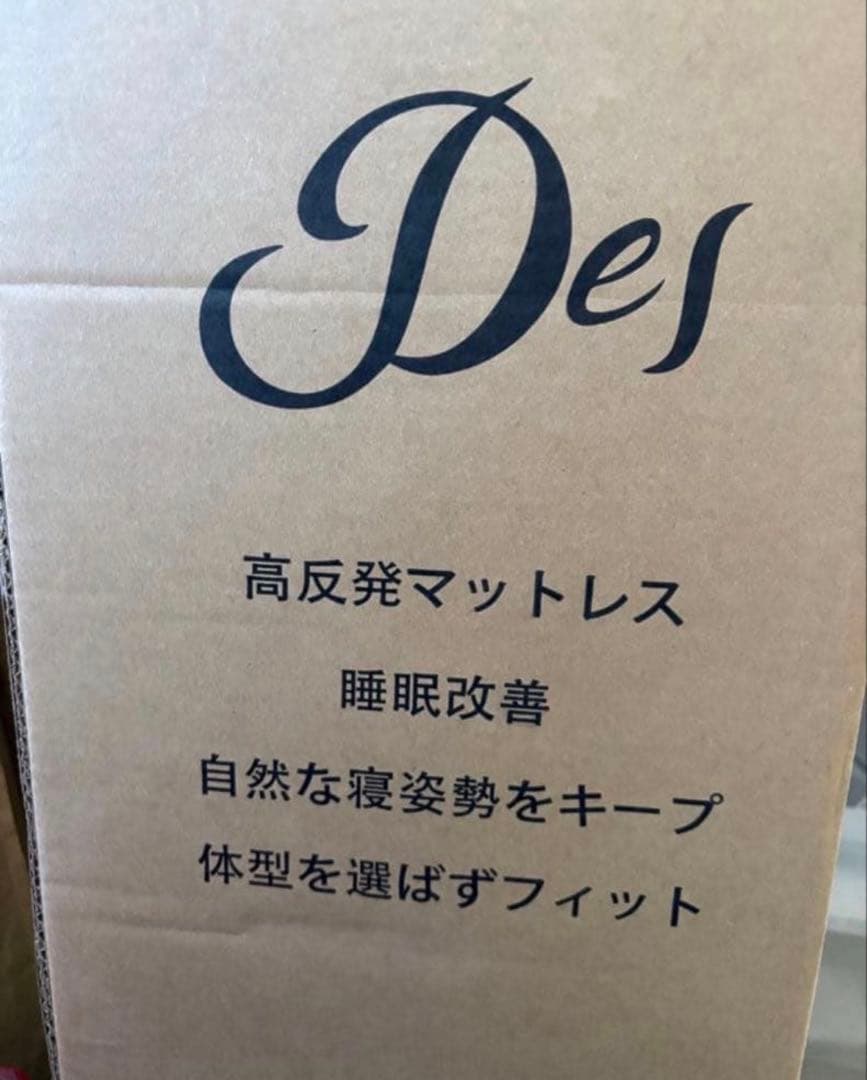 Des
高反発マットレス
睡眠改善
自然な寝姿勢をキープ
体型を選ばずフィット